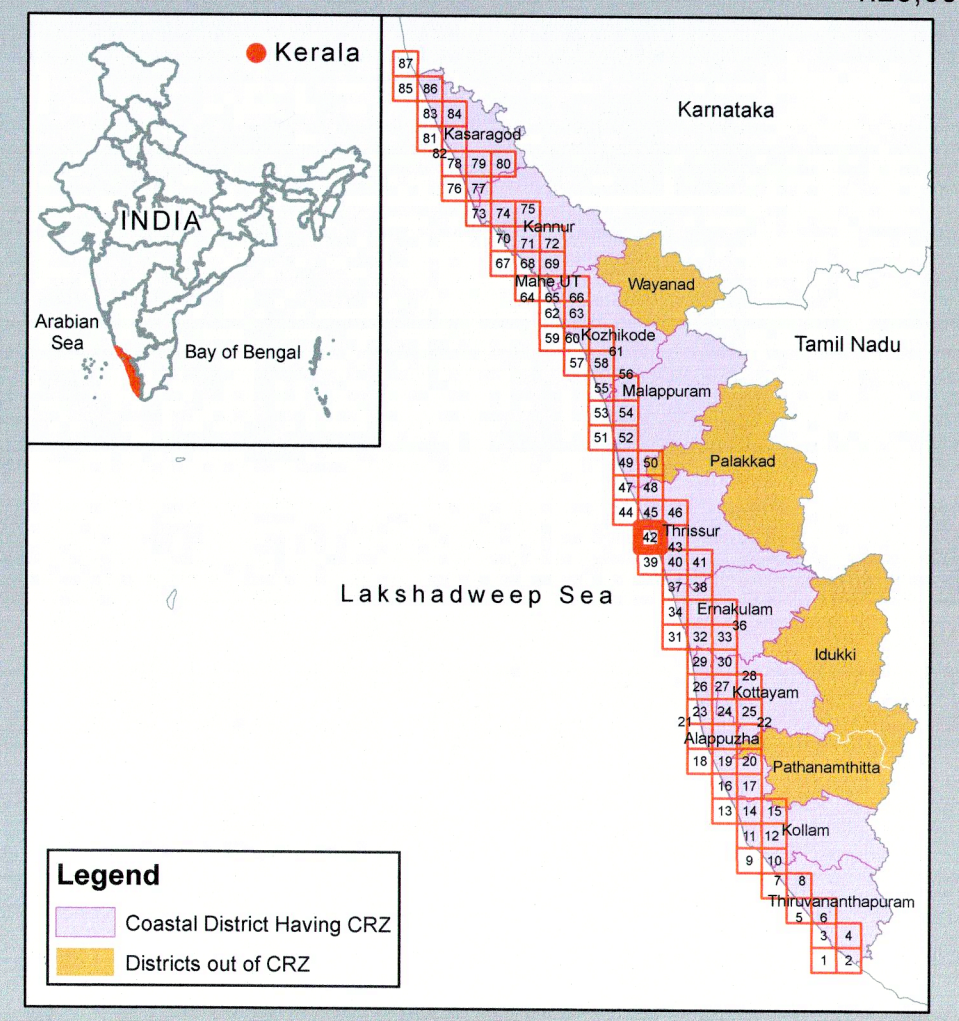 Kerala
INDIA
Arabian
Sea
Bay of Bengal
Karnataka
Tamil Nadu
Lakshadweep Sea
87
85 86
83 84
81 Kasaragod
82
78 79 80
76 77
73 74 75
Kannur
70 71 72
67 68 69
Mahe UT
64 65 66
Wayanad
62 63
59 60 Kozhikode
61
57 58
56
55 Malappuram
53 54
51 52
49 50 Palakkad
47 48
44 45 46
42 Thrissur
43
39 40 41
37 38
34 Ernakulam
36
31 32 33
Idukki
29 30
28
26 27 Kottayam
23 24 25
21 22
Alappuzha
18 19 20 Pathanamthitta
16 17
13 14 15
11 12 Kollam
9 10
7 8
Thiruvananthapuram
5 6
3 4
1 2
Legend
Coastal District Having CRZ
Districts out of CRZ